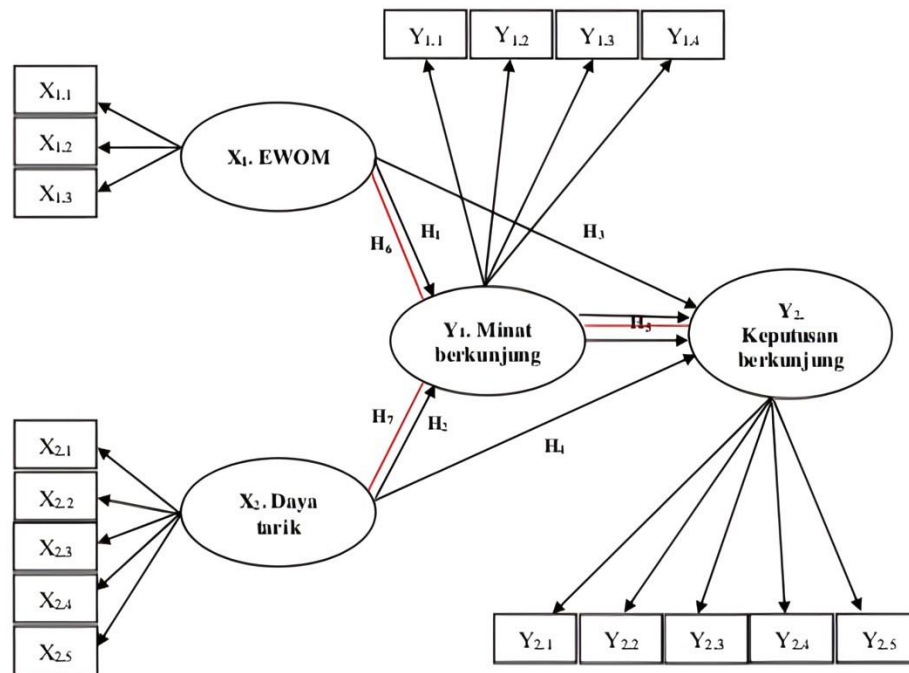 Y1.1
Y1.2
Y1.3
Y1.4
X1.1
X1.2
X1.3
X1. EWOM
H6
H1
H3
Y1. Minat
berkunjung
H5
Y2.
Keputusan
berkunjung
H7
H2
H4
X2.1
X2.2
X2.3
X2.4
X2.5
X2. Daya
tarik
Y2.1
Y2.2
Y2.3
Y2.4
Y2.5